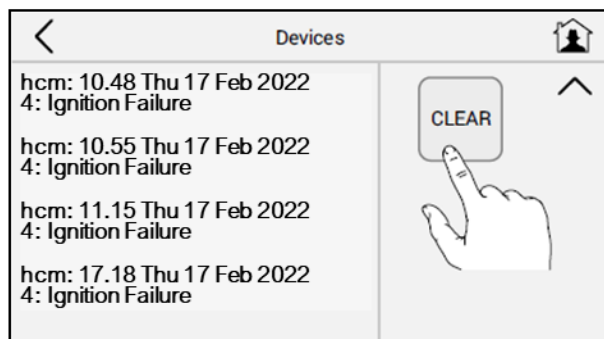 Devices
hcm: 10.48 Thu 17 Feb 2022
4: Ignition Failure
hcm: 10.55 Thu 17 Feb 2022
4: Ignition Failure
hcm: 11.15 Thu 17 Feb 2022
4: Ignition Failure
hcm: 17.18 Thu 17 Feb 2022
4: Ignition Failure
CLEAR